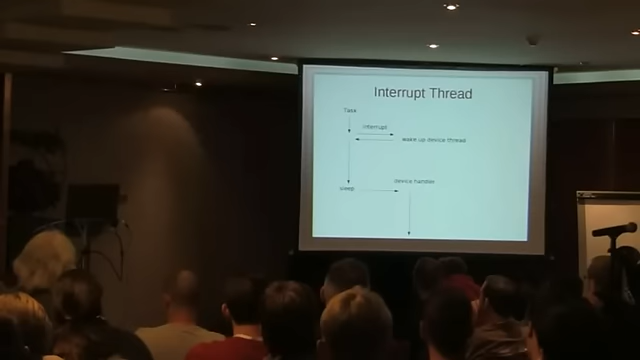 Interrupt Thread
Task
interrupt
wake up device thread
device handler
sleep